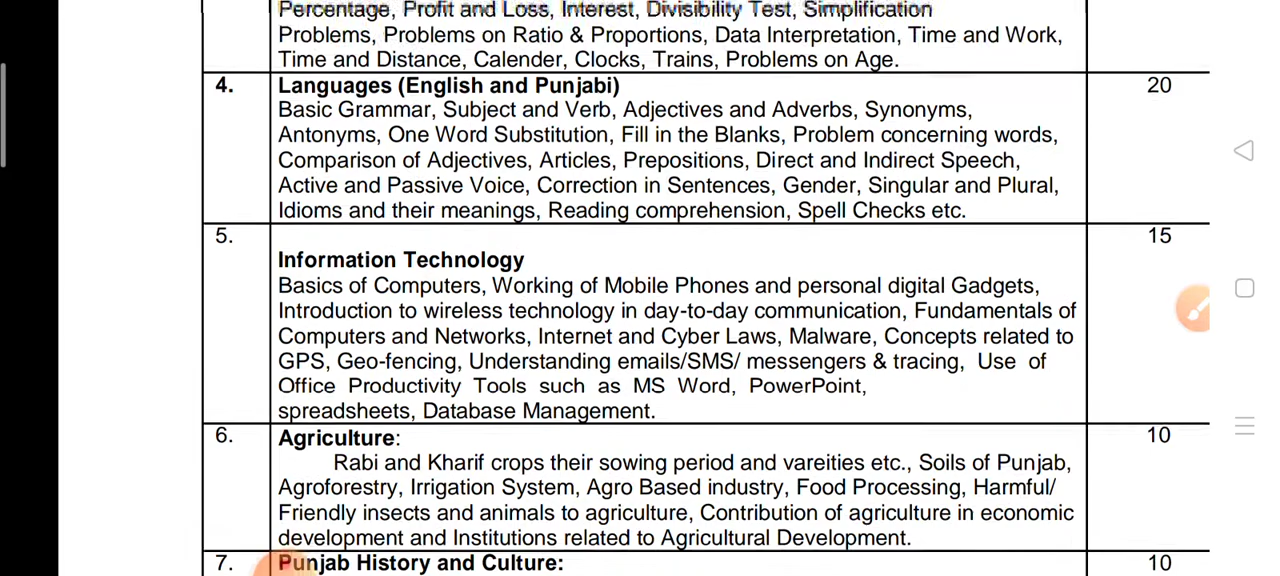 Percentage, Profit and Loss, Interest, Divisibility Test, Simplification
Problems, Problems on Ratio & Proportions, Data Interpretation, Time and Work,
Time and Distance, Calender, Clocks, Trains, Problems on Age.
4. Languages (English and Punjabi) 20
Basic Grammar, Subject and Verb, Adjectives and Adverbs, Synonyms,
Antonyms, One Word Substitution, Fill in the Blanks, Problem concerning words,
Comparison of Adjectives, Articles, Prepositions, Direct and Indirect Speech,
Active and Passive Voice, Correction in Sentences, Gender, Singular and Plural,
Idioms and their meanings, Reading comprehension, Spell Checks etc.
5. 15
Information Technology
Basics of Computers, Working of Mobile Phones and personal digital Gadgets,
Introduction to wireless technology in day-to-day communication, Fundamentals of
Computers and Networks, Internet and Cyber Laws, Malware, Concepts related to
GPS, Geo-fencing, Understanding emails/SMS/ messengers & tracing, Use of
Office Productivity Tools such as MS Word, PowerPoint,
spreadsheets, Database Management.
6. Agriculture: 10
Rabi and Kharif crops their sowing period and vareities etc., Soils of Punjab,
Agroforestry, Irrigation System, Agro Based industry, Food Processing, Harmful/
Friendly insects and animals to agriculture, Contribution of agriculture in economic
development and Institutions related to Agricultural Development.
7. Punjab History and Culture: 10